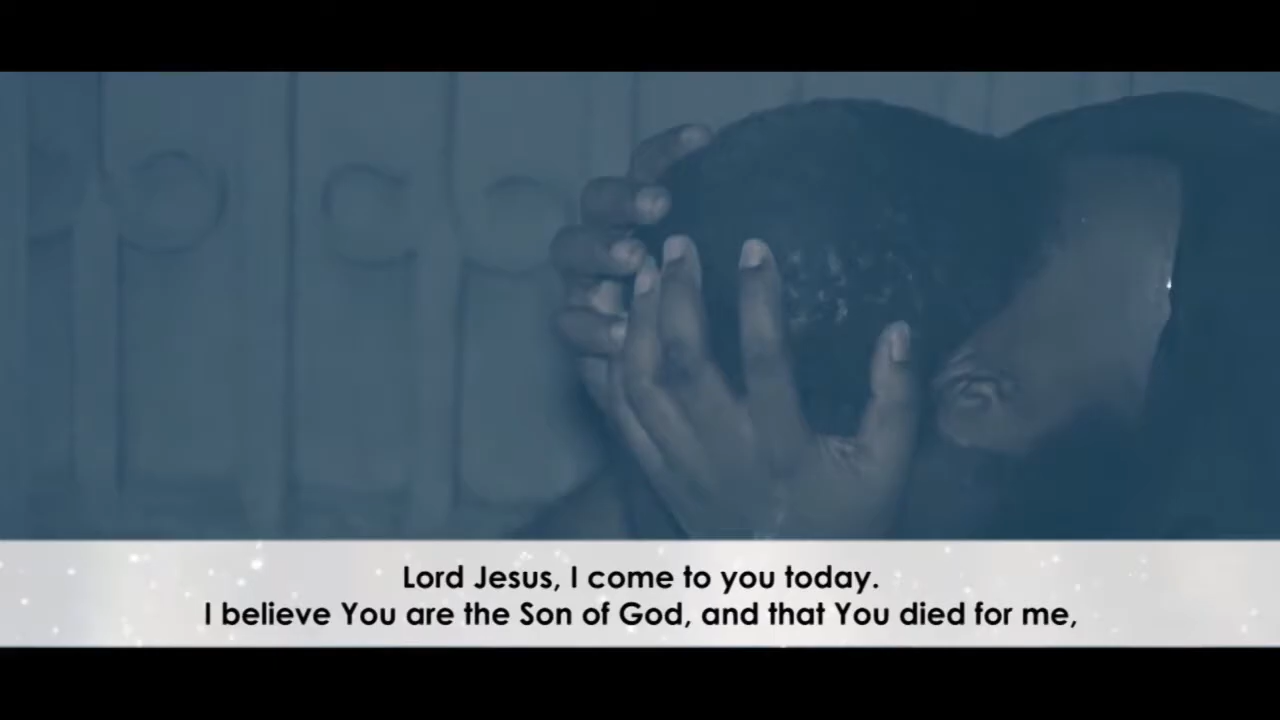 Lord Jesus, I come to you today.
I believe You are the Son of God, and that You died for me,